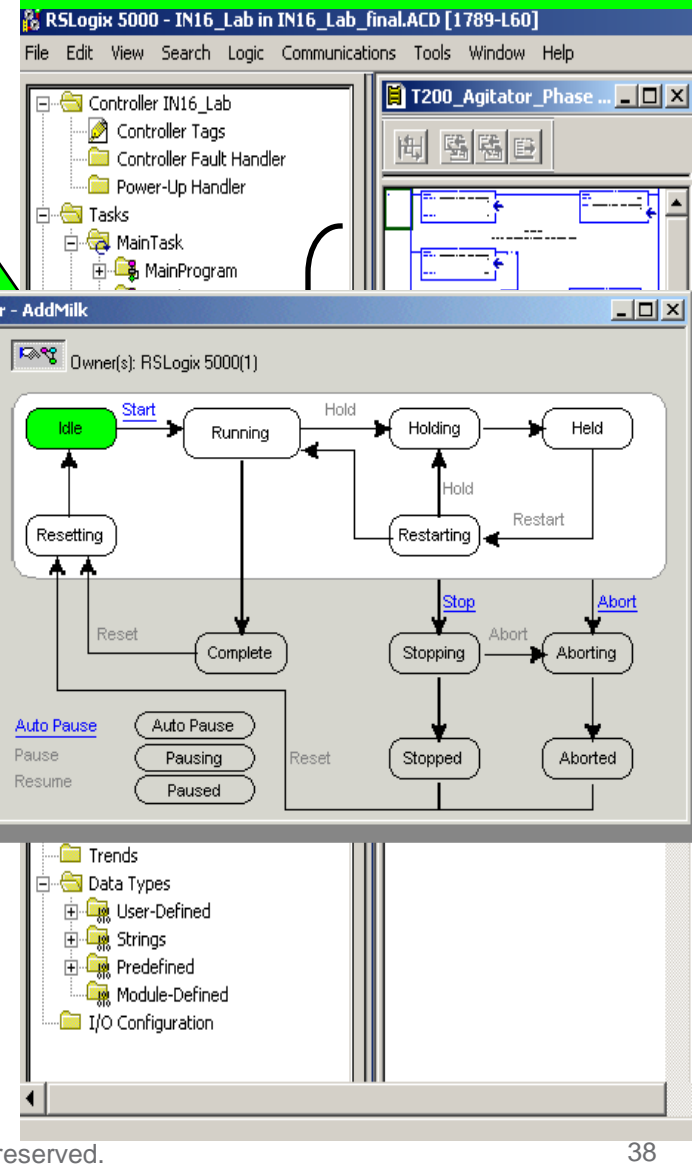 RSLogix 5000 - IN16_Lab in IN16_Lab_final.ACD [1789-L60]
File Edit View Search Logic Communications Tools Window Help
Controller IN16_Lab
Controller Tags
Controller Fault Handler
Power-Up Handler
Tasks
MainTask
MainProgram
T200_Agitator_Phase ...
r - AddMilk
Owner(s): RSLogix 5000(1)
Idle
Start
Running
Hold
Holding
Held
Hold
Resetting
Restarting
Restart
Stop
Abort
Reset
Complete
Stopping
Abort
Aborting
Auto Pause
Auto Pause
Pause
Pausing
Reset
Stopped
Aborted
Resume
Paused
Trends
Data Types
User-Defined
Strings
Predefined
Module-Defined
I/O Configuration
reserved.
38